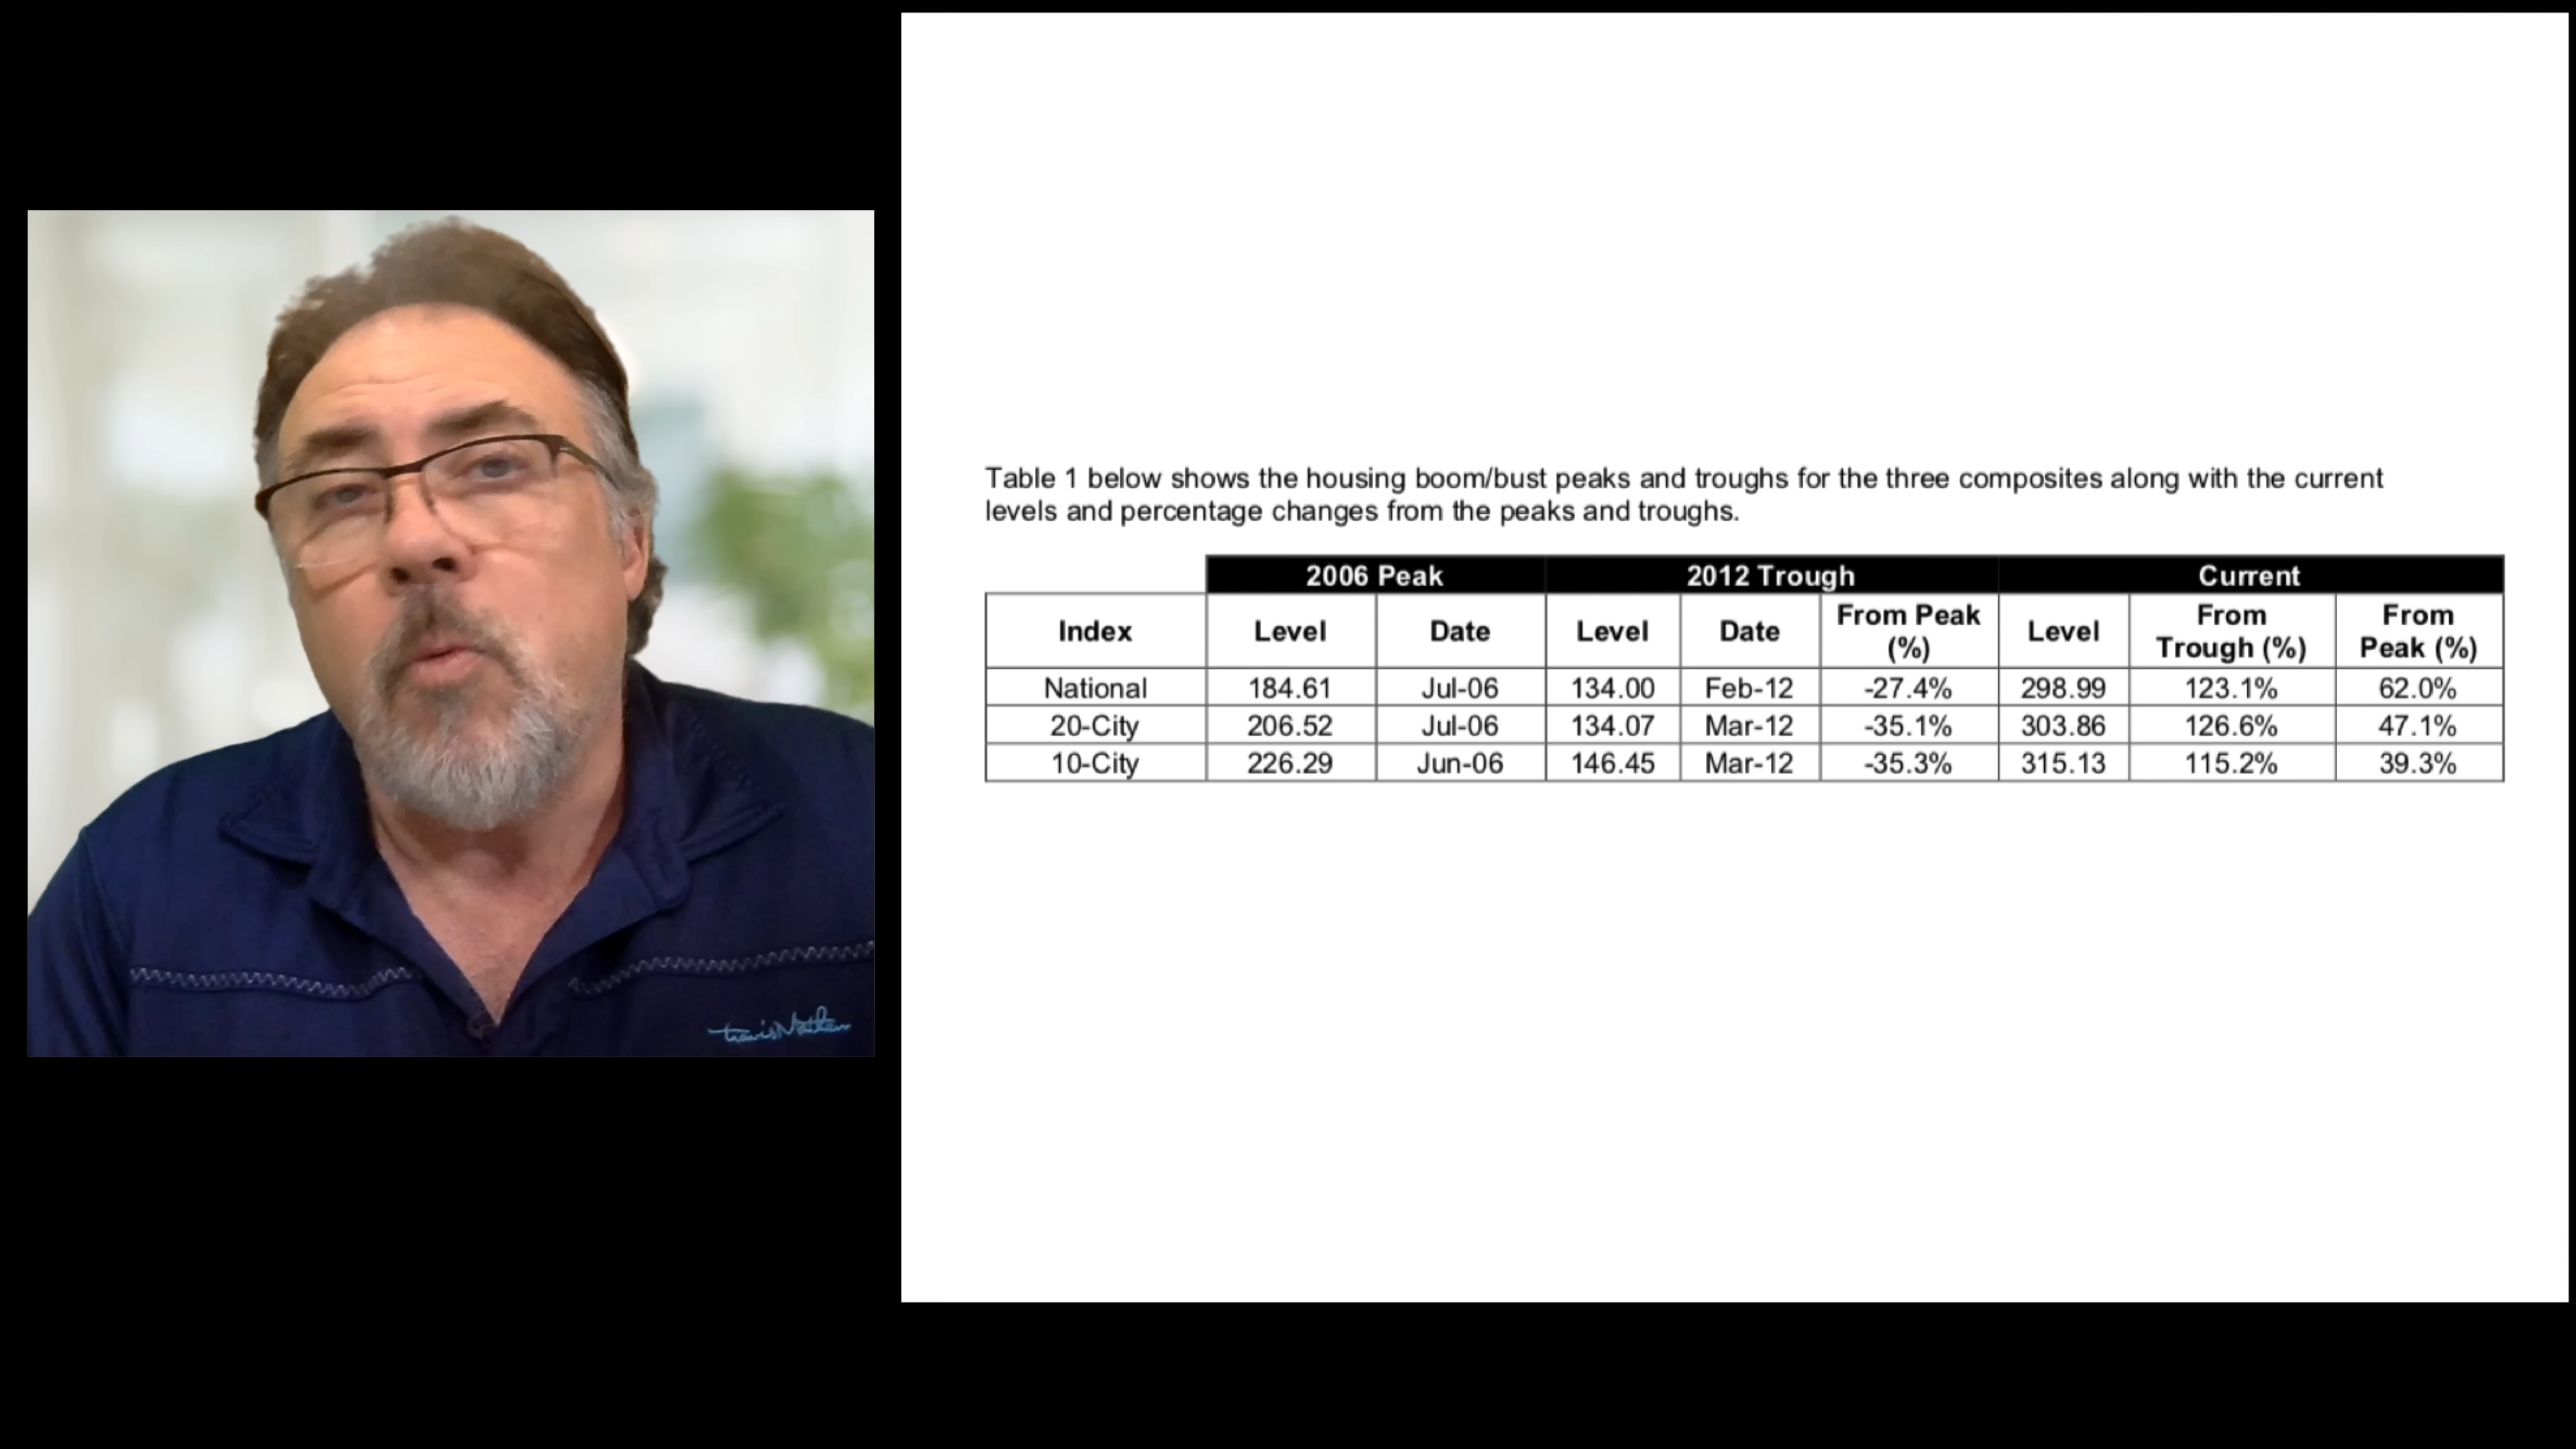 Table 1 below shows the housing boom/bust peaks and troughs for the three composites along with the current
levels and percentage changes from the peaks and troughs.
2006 Peak 2012 Trough Current
Index Level Date Level Date From Peak (%) Level From Trough (%) From Peak (%)
National 184.61 Jul-06 134.00 Feb-12 -27.4% 298.99 123.1% 62.0%
20-City 206.52 Jul-06 134.07 Mar-12 -35.1% 303.86 126.6% 47.1%
10-City 226.29 Jun-06 146.45 Mar-12 -35.3% 315.13 115.2% 39.3%
travisMathew